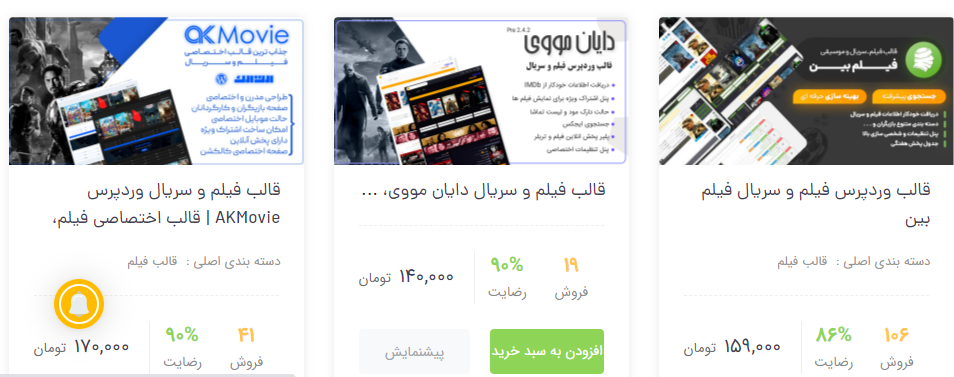 قالب فیلم، سریال و موسیقی
فیـــلم بین
جستجوی پیشرفته
بهینه سازی حرفه ای
دریافت خودکار اطلاعات فیلم و سریال
دسته بندی متنوع بازیگران و ...
پنل تنظیمات و شخصی سازی بالا
جدول پخش هفتگی
قالب وردپرس فیلم و سریال فیلم
بین
دسته بندی اصلی : قالب فیلم
۱۰۶
فروش
۸۶%
رضایت
۱۵۹,۰۰۰ تومان
Pro 2.4.2
دایان مووی
قالب وردپرس فیلم و سریال
دریافت اطلاعات خودکار از IMDb
پنل اشتراک ویژه برای نمایش فیلم ها
حالت دارک مود و لیست تماشا
جستجوی ایجکس
پلیر پخش آنلاین فیلم و تریلر
پنل تنظیمات اختصاصی
قالب فیلم و سریال دایان مووی، ...
۱۹
فروش
۹۰%
رضایت
۱۴۰,۰۰۰ تومان
افزودن به سبد خرید
پیشنمایش
AKMovie
جذاب ترین قالب اختصاصی
فیلم و سریال
طراحی مدرن و اختصاصی
صفحه بازیگران و کارگردانان
حالت موبایل اختصاصی
امکان ساخت اشتراک ویژه
دارای پخش آنلاین
صفحه اختصاصی کالکشن
قالب فیلم و سریال وردپرس
AKMovie | قالب اختصاصی فیلم،
دسته بندی اصلی : قالب فیلم
۴۱
فروش
۹۰%
رضایت
۱۷۰,۰۰۰ تومان